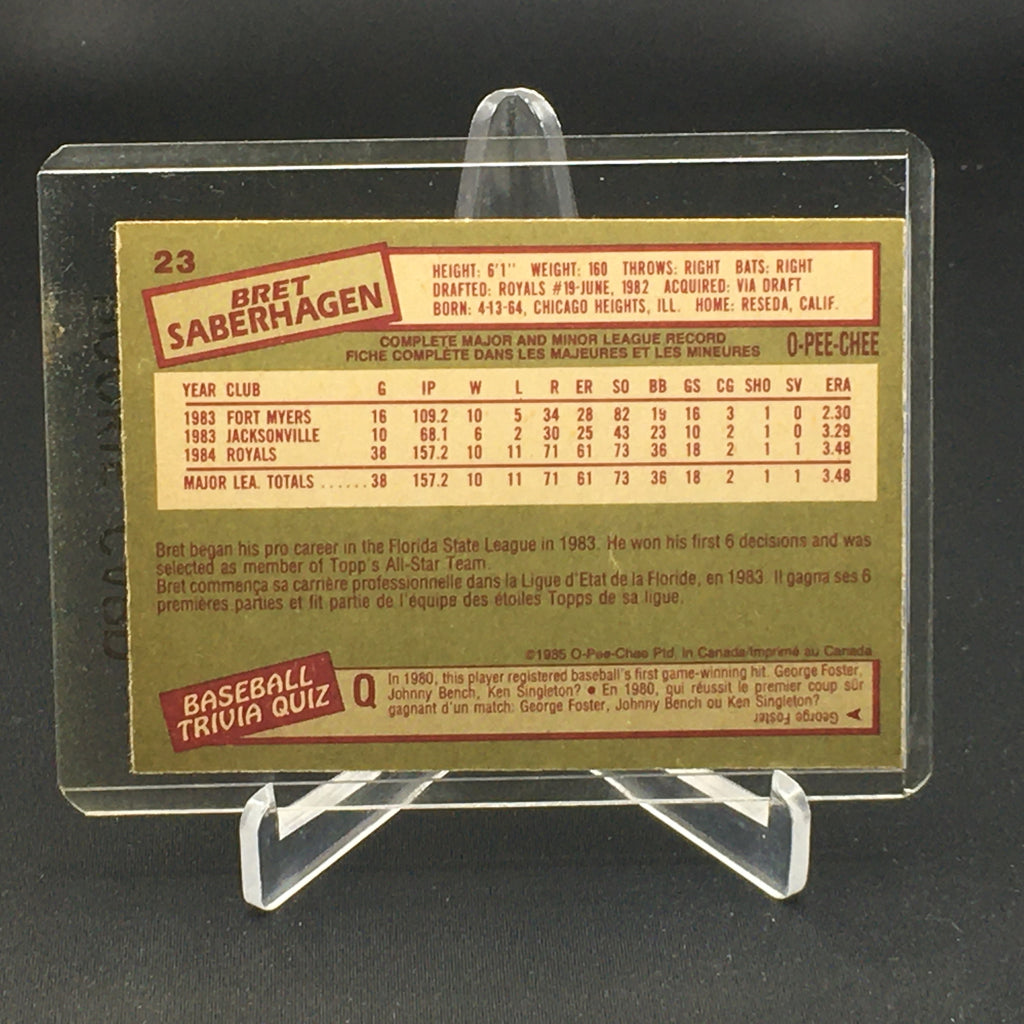 23
BRET
SABERHAGEN
HEIGHT: 6'1" WEIGHT: 160 THROWS: RIGHT BATS: RIGHT
DRAFTED: ROYALS #19-JUNE, 1982 ACQUIRED: VIA DRAFT
BORN: 4-13-64, CHICAGO HEIGHTS, ILL. HOME: RESEDA, CALIF.
COMPLETE MAJOR AND MINOR LEAGUE RECORD
FICHE COMPLÈTE DANS LES MAJEURES ET LES MINEURES
O-PEE-CHEE
YEAR CLUB G IP W L R ER SO BB GS CG SHO SV ERA
1983 FORT MYERS 16 109.2 10 5 34 28 82 19 16 3 1 0 2.30
1983 JACKSONVILLE 10 68.1 6 2 30 25 43 23 10 2 1 0 3.29
1984 ROYALS 38 157.2 10 11 71 61 73 36 18 2 1 1 3.48
MAJOR LEA. TOTALS ...... 38 157.2 10 11 71 61 73 36 18 2 1 1 3.48
Bret began his pro career in the Florida State League in 1983. He won his first 6 decisions and was
selected as member of Topp's All-Star Team.
Bret commença sa carrière professionnelle dans la Ligue d'Etat de la Floride, en 1983. Il gagna ses 6
premières parties et fit partie de l'équipe des étoiles Topps de sa ligue.
©1985 O-Pee-Chee Ptd. in Canada/Imprimé au Canada
BASEBALL
TRIVIA QUIZ
Q
In 1980, this player registered baseball's first game-winning hit. George Foster,
Johnny Bench, Ken Singleton? ● En 1980, qui réussit le premier coup sûr
gagnant d'un match: George Foster, Johnny Bench ou Ken Singleton?
A George Foster